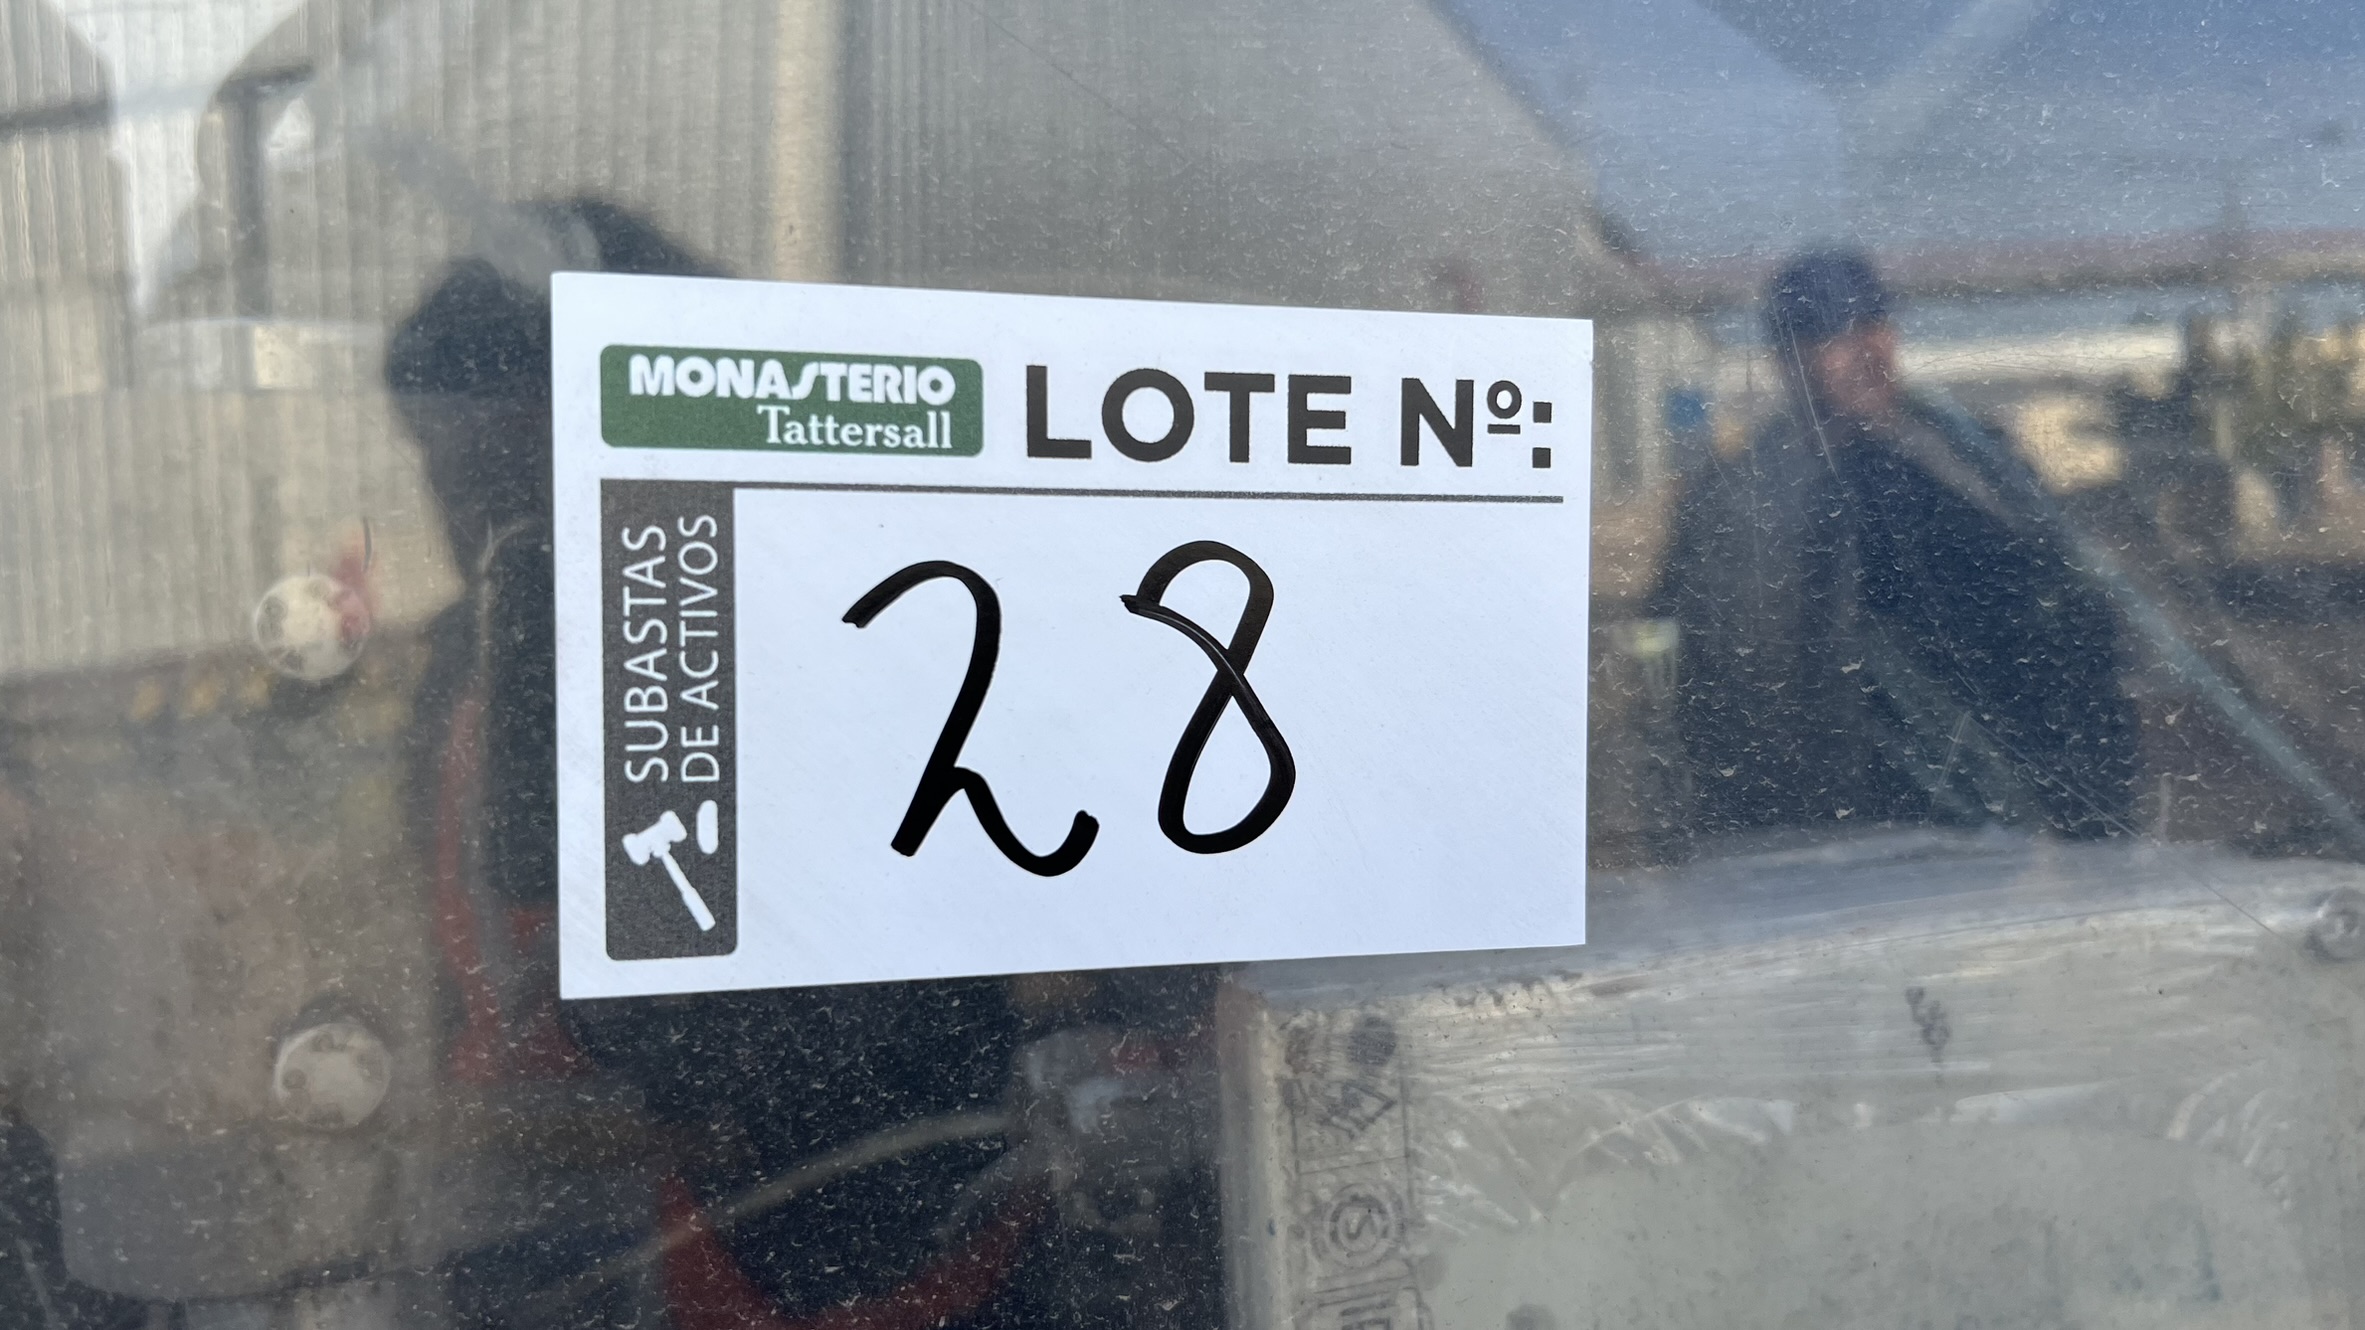 MONASTERIO
Tattersall
LOTE Nº:
SUBASTAS
DE ACTIVOS
28